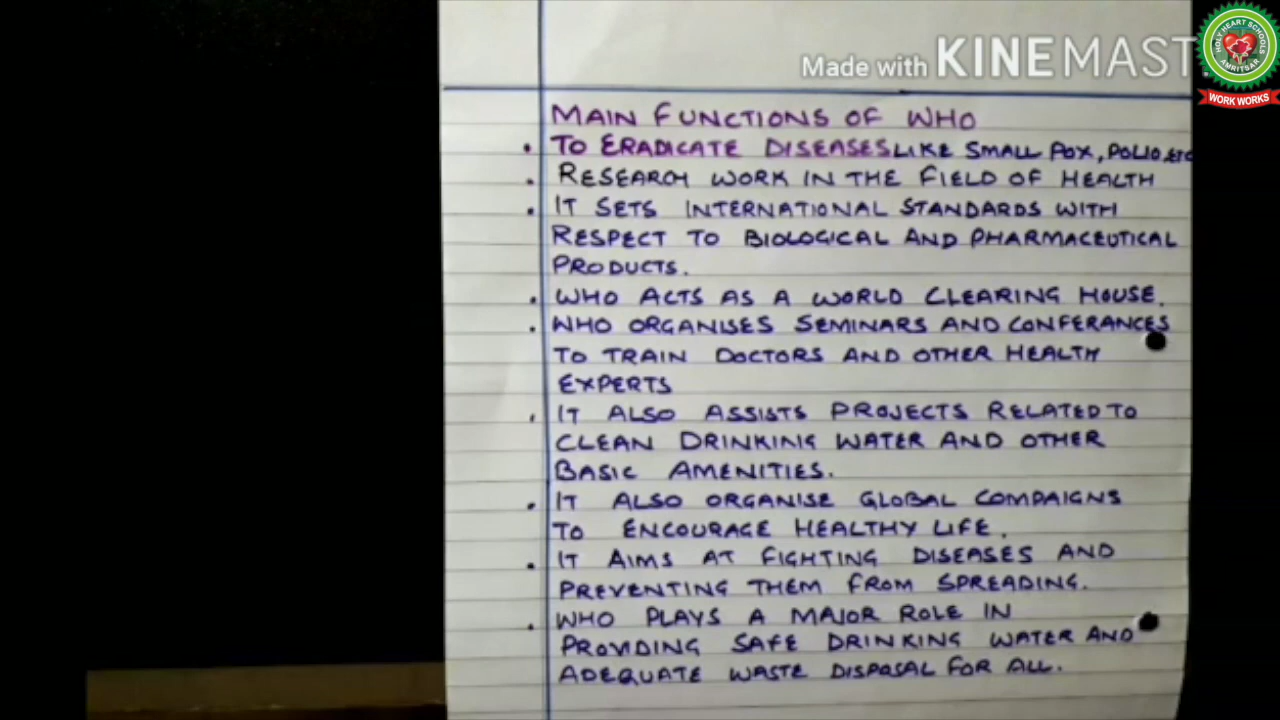 Made with KINEMAST
HOLY HEART SCHOOLS
AMRITSAR
WORK WORKS
MAIN FUNCTIONS OF WHO
• TO ERADICATE DISEASES LIKE SMALL POX, POLIO, ETC
• RESEARCH WORK IN THE FIELD OF HEALTH
• IT SETS INTERNATIONAL STANDARDS WITH
RESPECT TO BIOLOGICAL AND PHARMACEUTICAL
PRODUCTS.
• WHO ACTS AS A WORLD CLEARING HOUSE.
• WHO ORGANISES SEMINARS AND CONFERANCES
TO TRAIN DOCTORS AND OTHER HEALTH
EXPERTS
• IT ALSO ASSISTS PROJECTS RELATED TO
CLEAN DRINKING WATER AND OTHER
BASIC AMENITIES.
• IT ALSO ORGANISE GLOBAL COMPAIGNS
TO ENCOURAGE HEALTHY LIFE.
• IT AIMS AT FIGHTING DISEASES AND
PREVENTING THEM FROM SPREADING.
• WHO PLAYS A MAJOR ROLE IN
PROVIDING SAFE DRINKING WATER AND
ADEQUATE WASTE DISPOSAL FOR ALL.